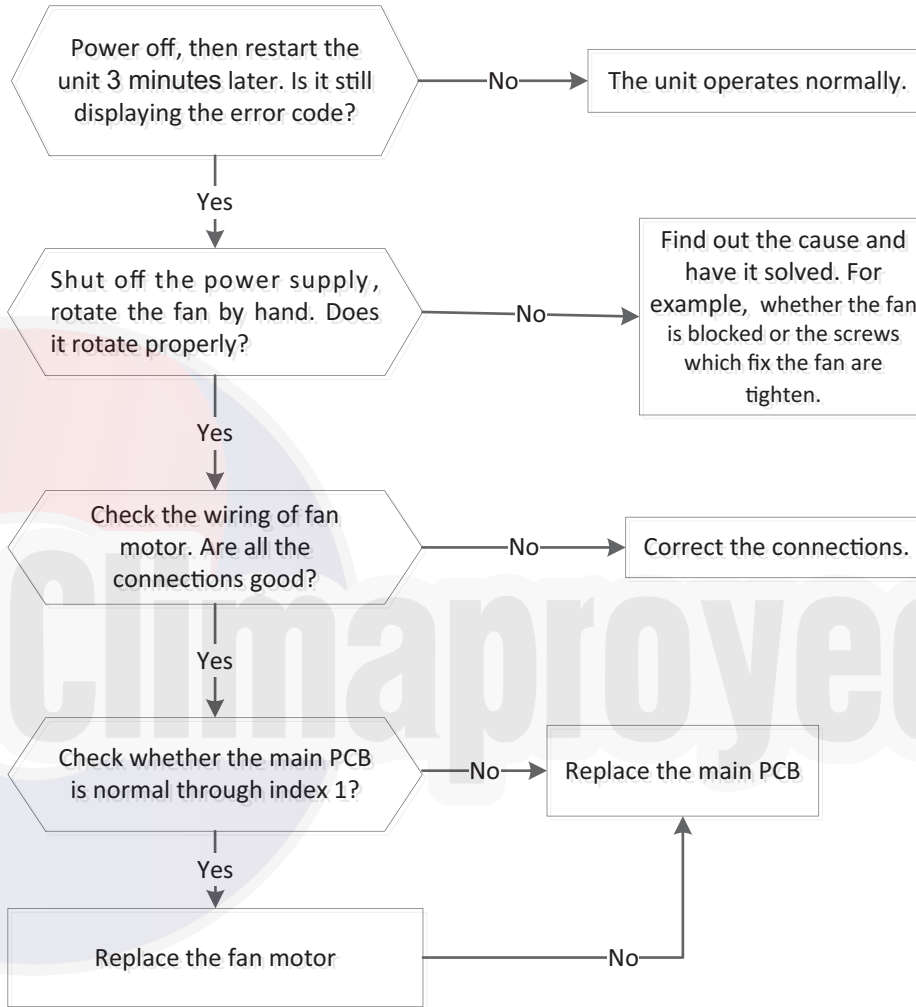 Power off, then restart the
unit 3 minutes later. Is it still
displaying the error code?
No
The unit operates normally.
Yes
Shut off the power supply,
rotate the fan by hand. Does
it rotate properly?
No
Find out the cause and
have it solved. For
example, whether the fan
is blocked or the screws
which fix the fan are
tighten.
Yes
Check the wiring of fan
motor. Are all the
connections good?
No
Correct the connections.
Yes
Check whether the main PCB
is normal through index 1?
No
Replace the main PCB
Yes
Replace the fan motor
No
Climaproyec